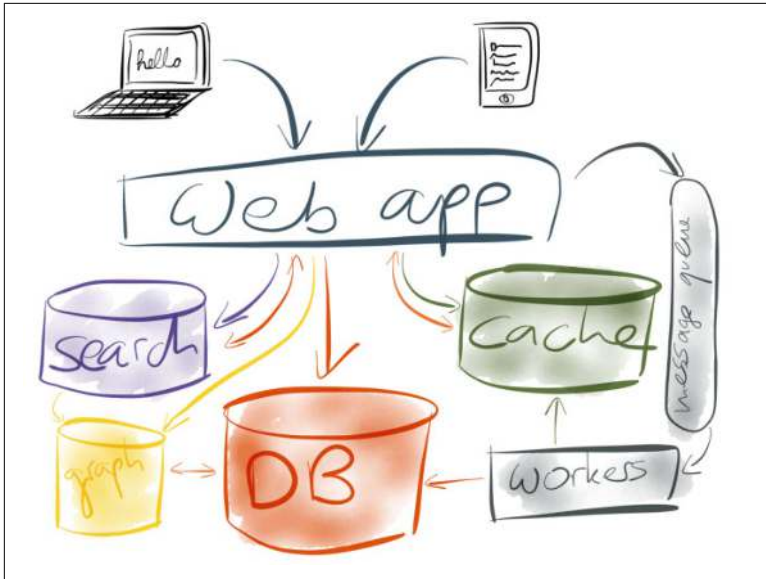 hello
Web app
search
cache
message queue
graph
DB
workers